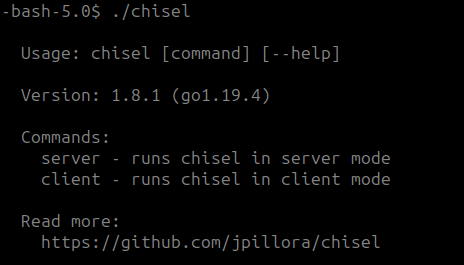 -bash-5.0$ ./chisel
Usage: chisel [command] [--help]
Version: 1.8.1 (go1.19.4)
Commands:
server - runs chisel in server mode
client - runs chisel in client mode
Read more:
https://github.com/jpillora/chisel